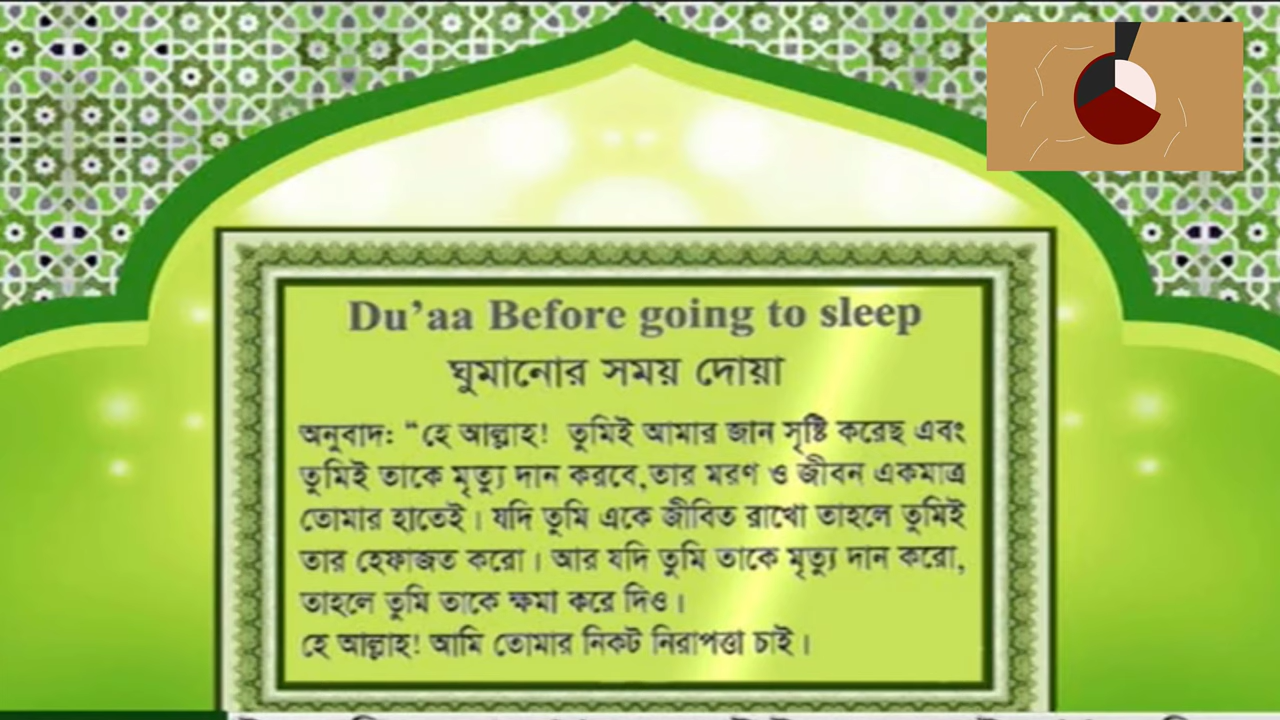 Du’aa Before going to sleep
ঘুমানোর সময় দোয়া
অনুবাদ: “হে আল্লাহ! তুমিই আমার জান সৃষ্টি করেছ এবং
তুমিই তাকে মৃত্যু দান করবে,তার মরণ ও জীবন একমাত্র
তোমার হাতেই। যদি তুমি একে জীবিত রাখো তাহলে তুমিই
তার হেফাজত করো। আর যদি তুমি তাকে মৃত্যু দান করো,
তাহলে তুমি তাকে ক্ষমা করে দিও।
হে আল্লাহ! আমি তোমার নিকট নিরাপত্তা চাই।